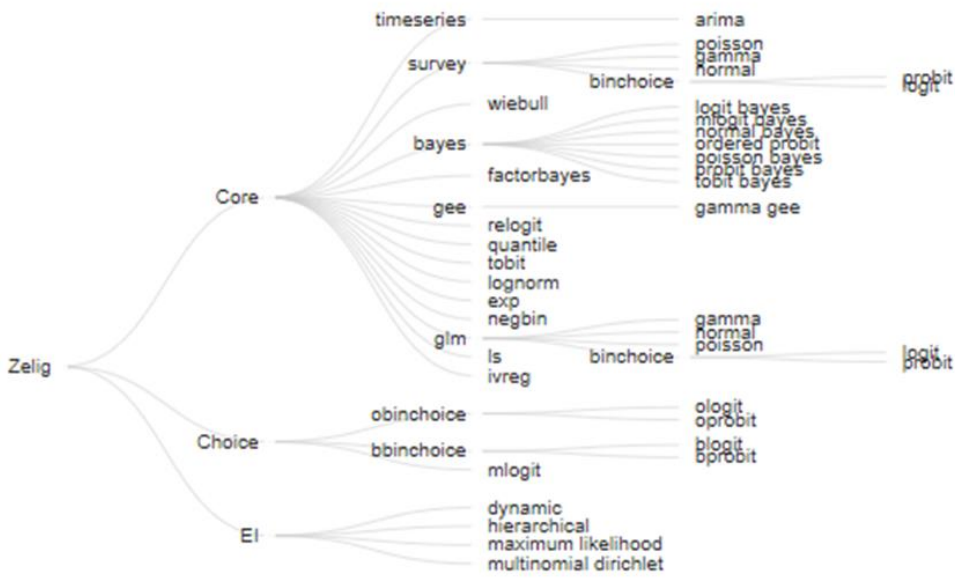 Zelig
Core
timeseries
arima
survey
poisson
gamma
normal
binchoice
probit
logit
wiebull
bayes
logit bayes
mlogit bayes
normal bayes
ordered probit
poisson bayes
probit bayes
tobit bayes
factorbayes
gee
gamma gee
relogit
quantile
tobit
lognorm
exp
negbin
glm
gamma
normal
poisson
binchoice
logit
probit
ls
ivreg
Choice
obinchoice
ologit
oprobit
bbinchoice
blogit
bprobit
mlogit
EI
dynamic
hierarchical
maximum likelihood
multinomial dirichlet